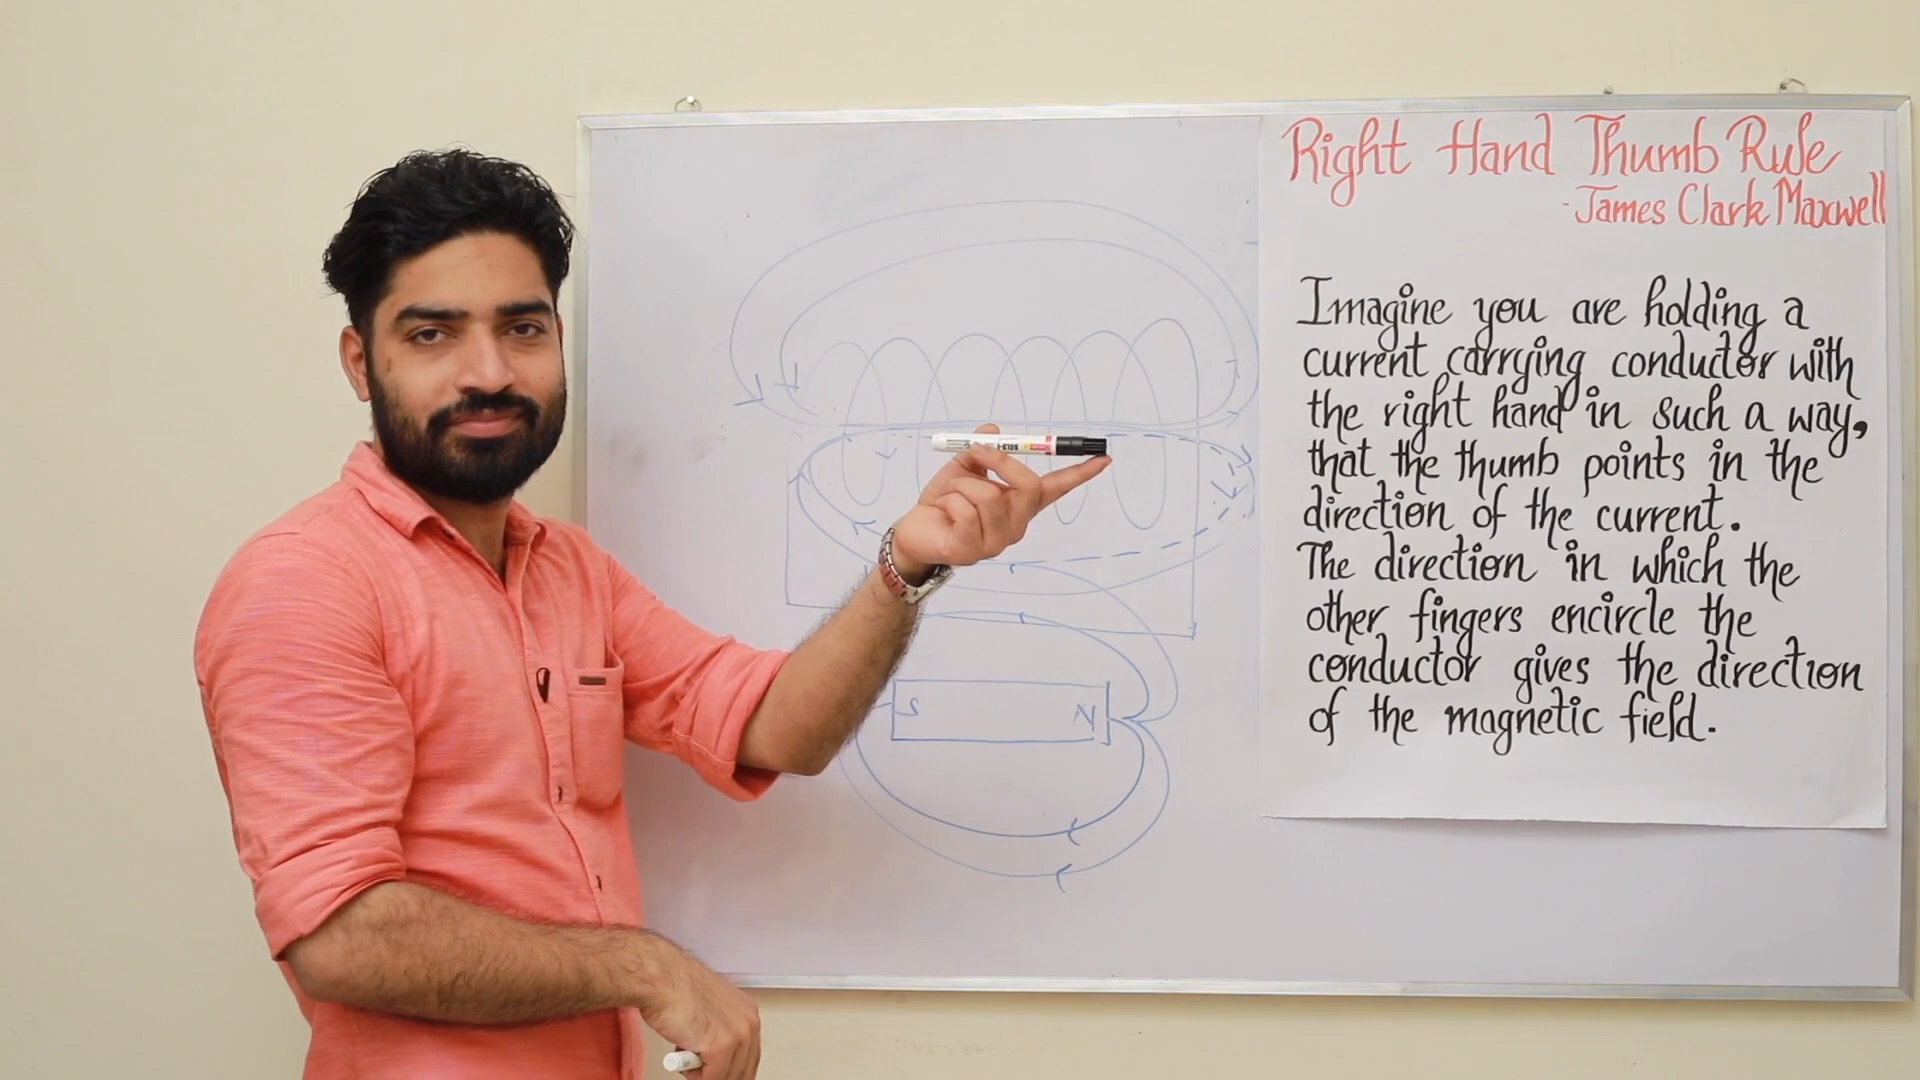 Right Hand Thumb Rule
- James Clark Maxwell
Imagine you are holding a
current carrying conductor with
the right hand in such a way,
that the thumb points in the
direction of the current.
The direction in which the
other fingers encircle the
conductor gives the direction
of the magnetic field.
S N